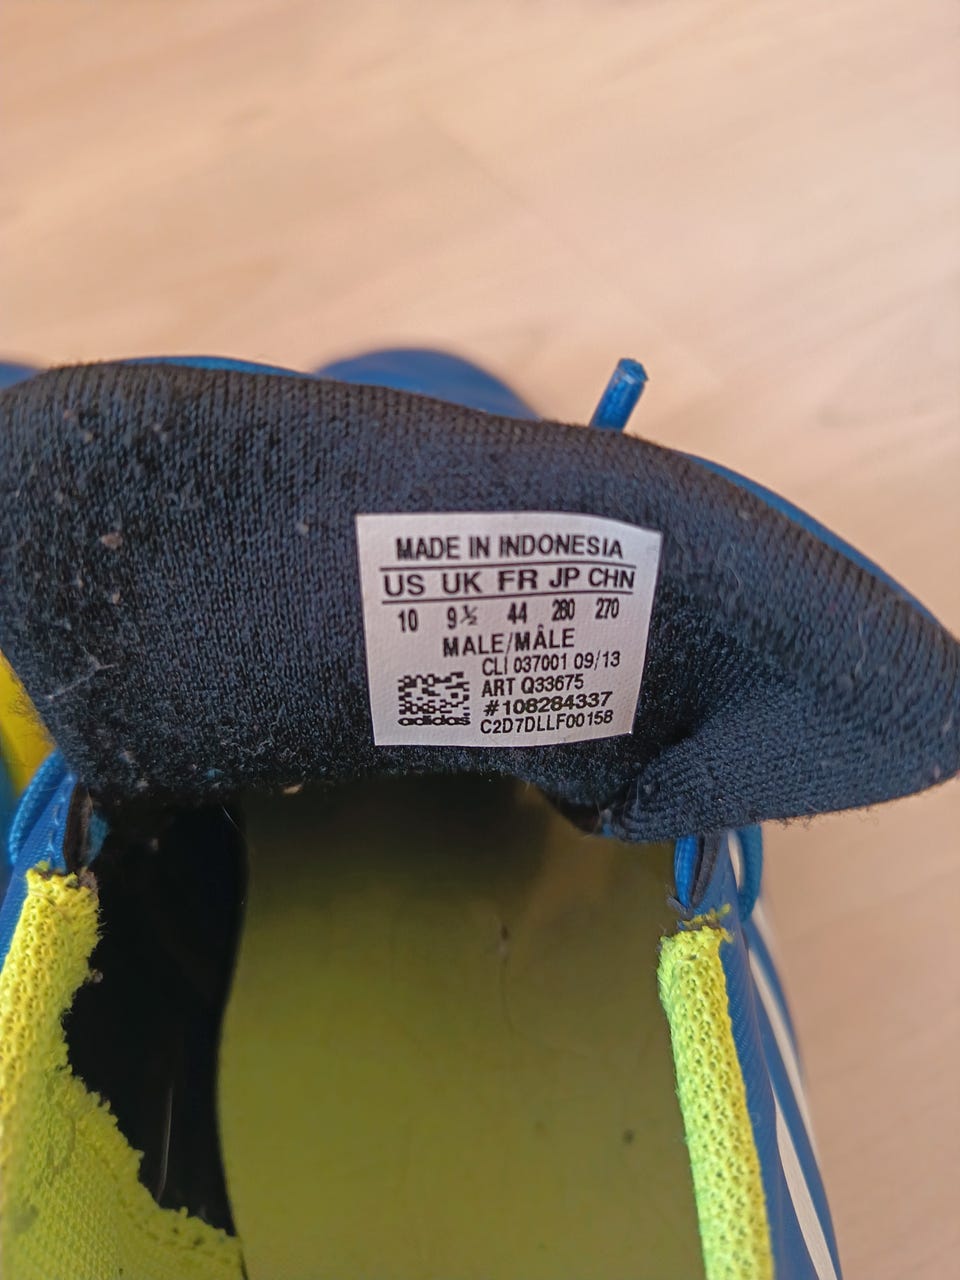 MADE IN INDONESIA
US UK FR JP CHN
10 9½ 44 280 270
MALE/MÂLE
CLI 037001 09/13
ART Q33675
#108284337
adidas C2D7DLLF00158